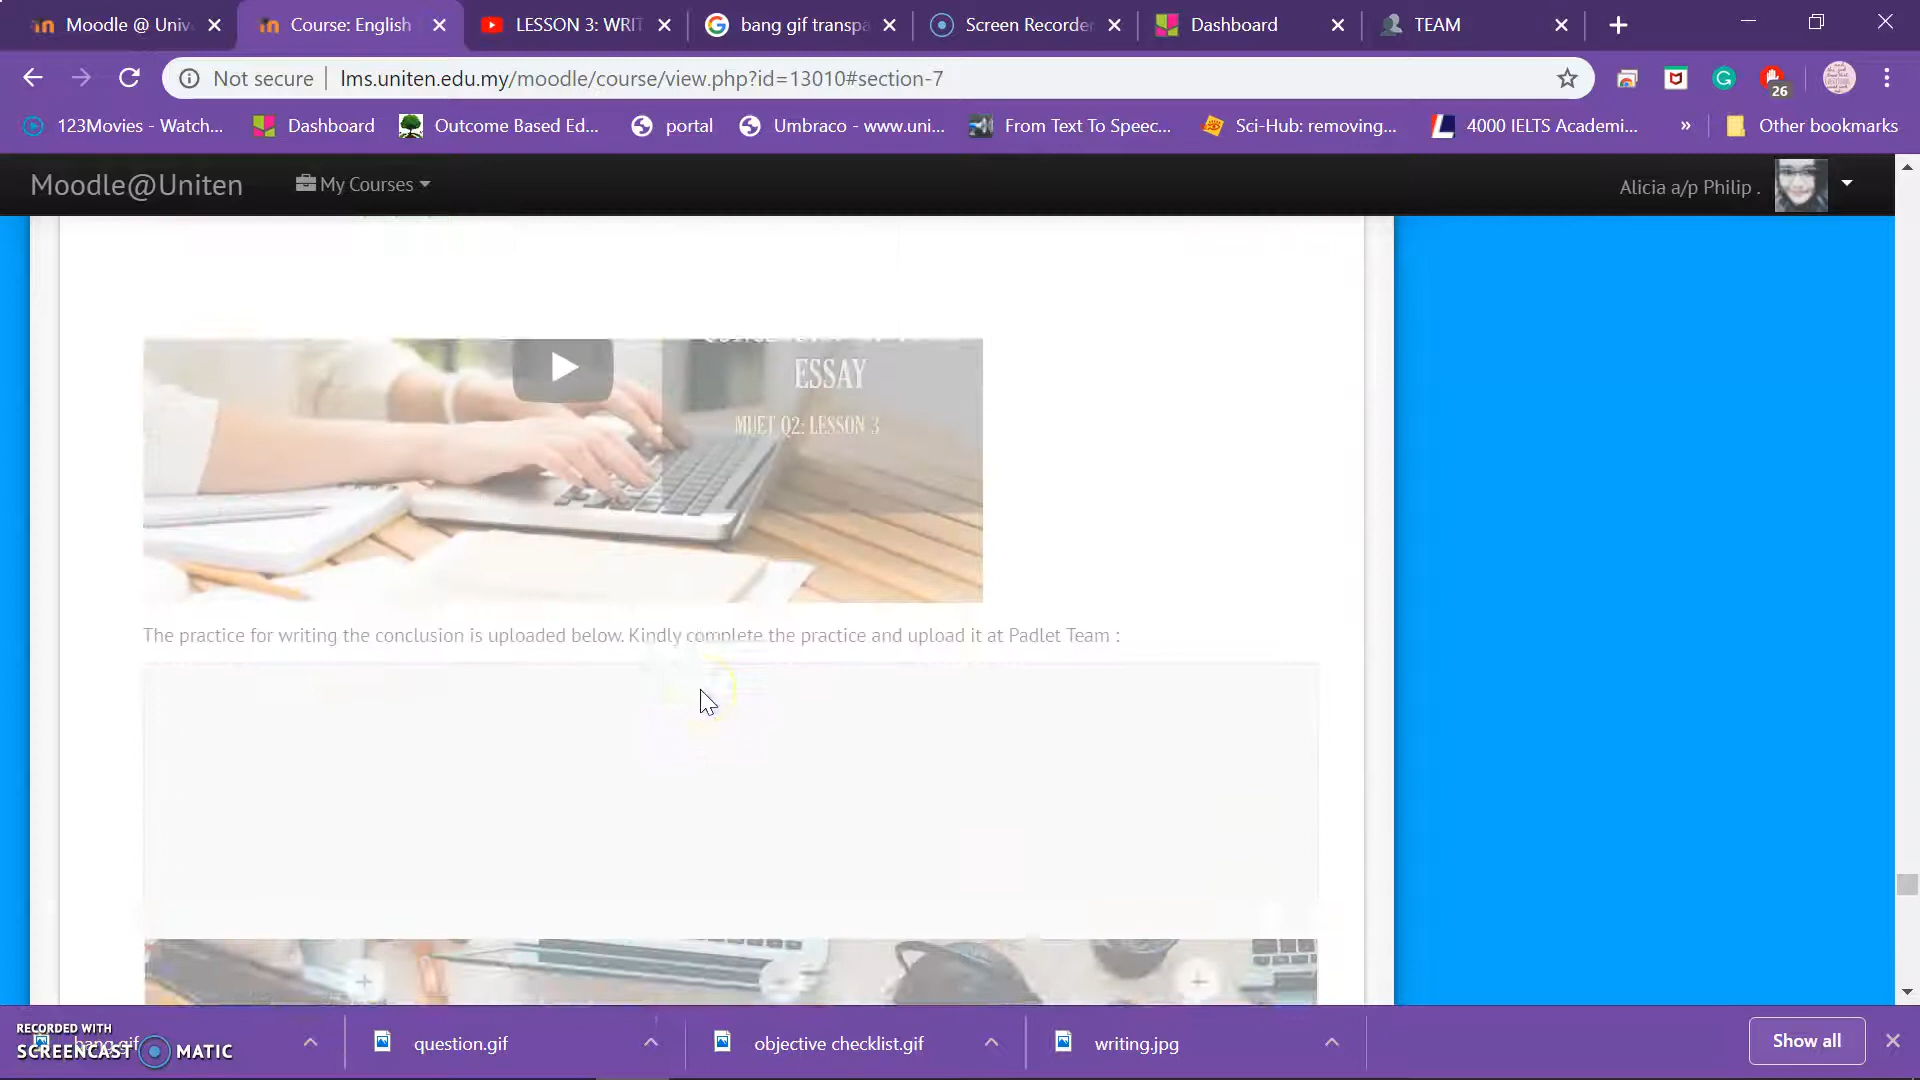 Moodle @ Univ
Course: English
LESSON 3: WRIT
bang gif transpa
Screen Recorde
Dashboard
TEAM
Not secure
lms.uniten.edu.my/moodle/course/view.php?id=13010#section-7
26
123Movies - Watch...
Dashboard
Outcome Based Ed...
portal
Umbraco - www.uni...
From Text To Speec...
Sci-Hub: removing...
4000 IELTS Academi...
»
Other bookmarks
Moodle@Uniten
My Courses
Alicia a/p Philip .
ESSAY
MUET Q2: LESSON 3
The practice for writing the conclusion is uploaded below. Kindly complete the practice and upload it at Padlet Team :
RECORDED WITH
SCREENCAST MATIC
bang.gif
question.gif
objective checklist.gif
writing.jpg
Show all